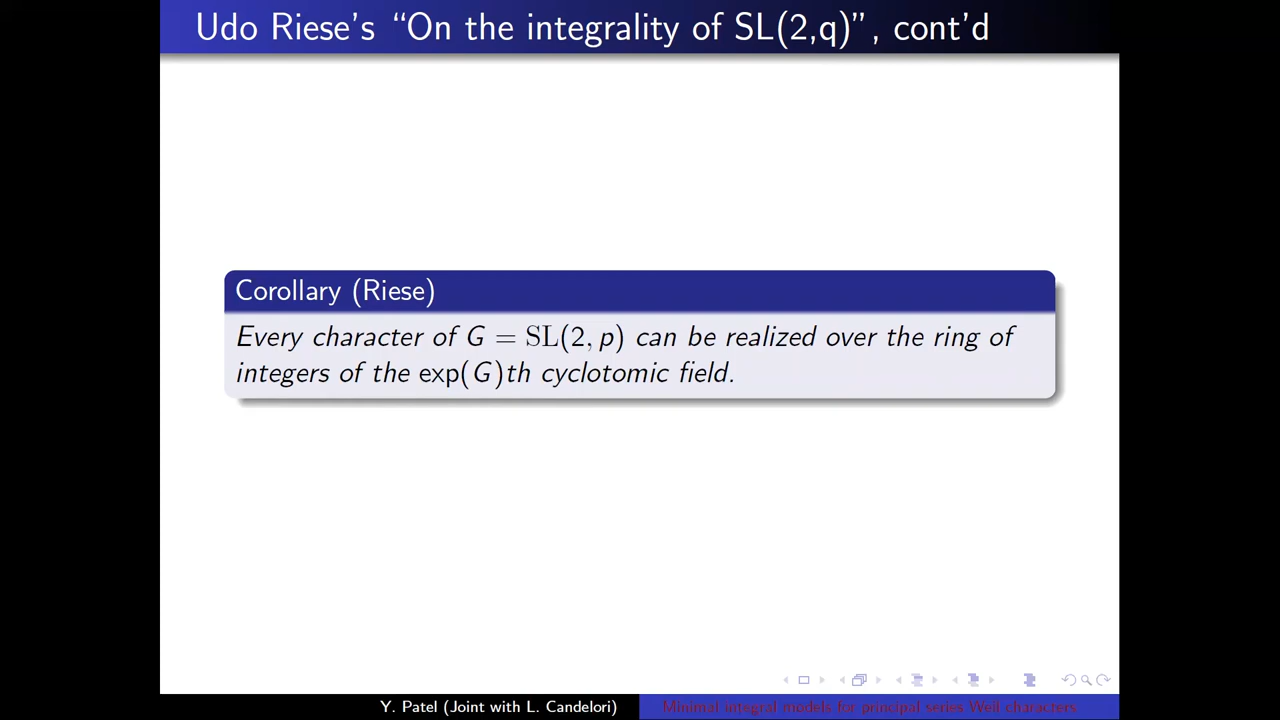 Udo Riese's “On the integrality of SL(2,q)”, cont'd
Corollary (Riese)
Every character of G = SL(2, p) can be realized over the ring of
integers of the exp(G)th cyclotomic field.
Y. Patel (Joint with L. Candelori)
Minimal integral models for principal series Weil characters